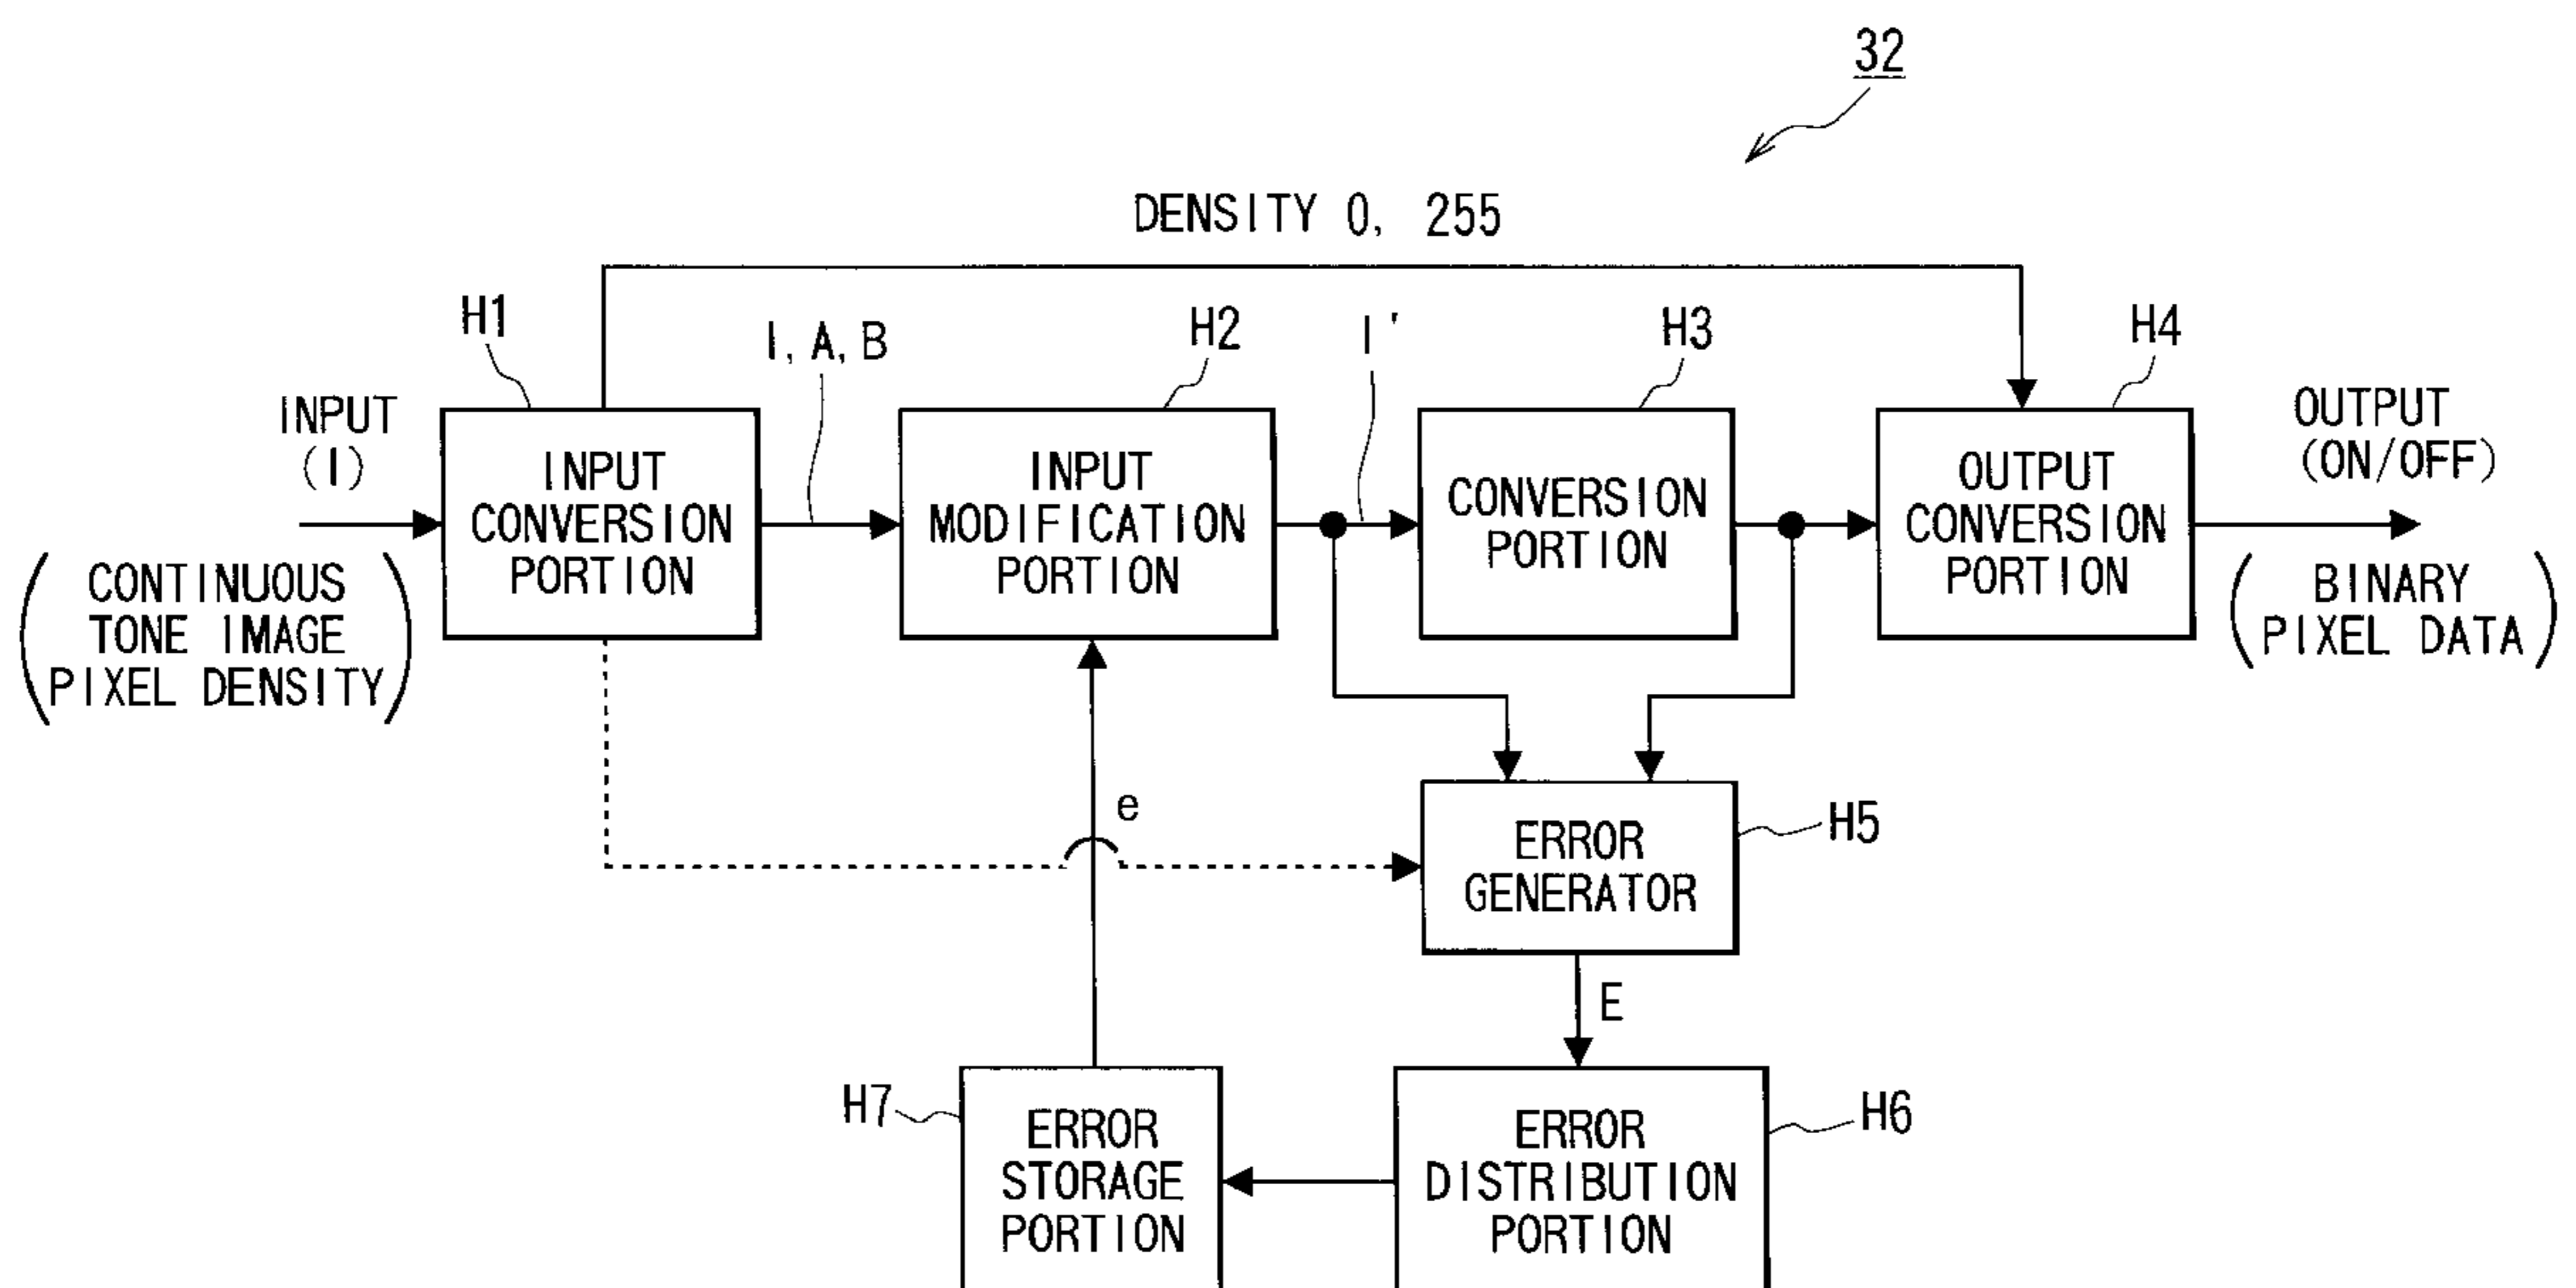 32
DENSITY 0, 255
H1
I, A, B
H2
I'
H3
H4
INPUT
(I)
CONTINUOUS
TONE IMAGE
PIXEL DENSITY
INPUT
CONVERSION
PORTION
INPUT
MODIFICATION
PORTION
CONVERSION
PORTION
OUTPUT
CONVERSION
PORTION
OUTPUT
(ON/OFF)
BINARY
PIXEL DATA
e
ERROR
GENERATOR
H5
E
H7
ERROR
STORAGE
PORTION
ERROR
DISTRIBUTION
PORTION
H6